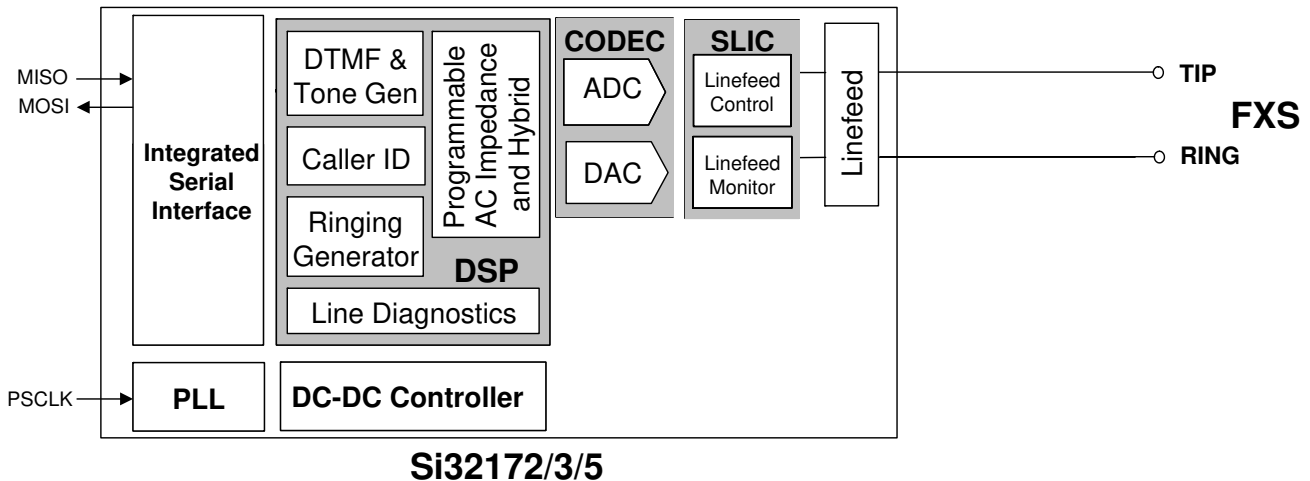 MISO
MOSI
PSCLK
Integrated
Serial
Interface
PLL
DTMF &
Tone Gen
Caller ID
Ringing
Generator
Programmable
AC Impedance
and Hybrid
DSP
Line Diagnostics
DC-DC Controller
CODEC
ADC
DAC
SLIC
Linefeed
Control
Linefeed
Monitor
Linefeed
TIP
FXS
RING
Si32172/3/5